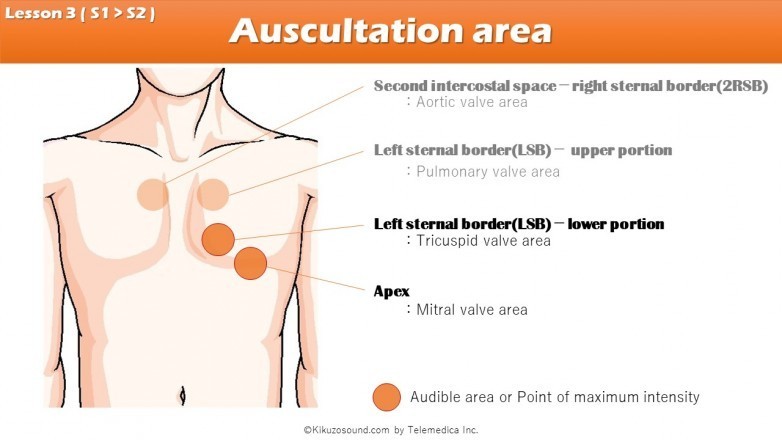 Lesson 3 ( S1 > S2 )
Auscultation area
Second intercostal space－right sternal border(2RSB)
：Aortic valve area
Left sternal border(LSB)－ upper portion
：Pulmonary valve area
Left sternal border(LSB)－lower portion
：Tricuspid valve area
Apex
：Mitral valve area
Audible area or Point of maximum intensity
©Kikuzosound.com by Telemedica Inc.